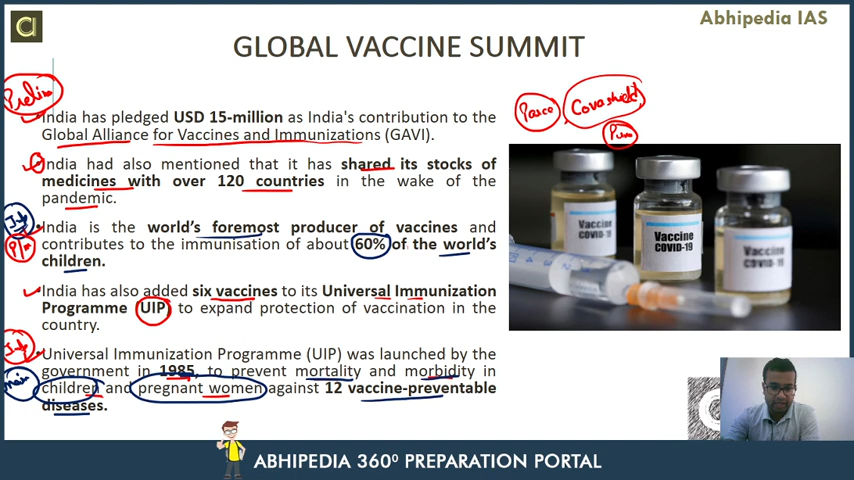 Abhipedia IAS
GLOBAL VACCINE SUMMIT
Prelims
India has pledged USD 15-million as India's contribution to the
Global Alliance for Vaccines and Immunizations (GAVI).
India had also mentioned that it has shared its stocks of
medicines with over 120 countries in the wake of the
pandemic.
India is the world's foremost producer of vaccines and
contributes to the immunisation of about 60% of the world's
children.
India has also added six vaccines to its Universal Immunization
Programme (UIP) to expand protection of vaccination in the
country.
Universal Immunization Programme (UIP) was launched by the
government in 1985, to prevent mortality and morbidity in
children and pregnant women against 12 vaccine-preventable
diseases.
Covashield
Vaccine
COVID-19
Vaccine
COVID-19
Vaccine
COVID-19
ABHIPEDIA 360⁰ PREPARATION PORTAL